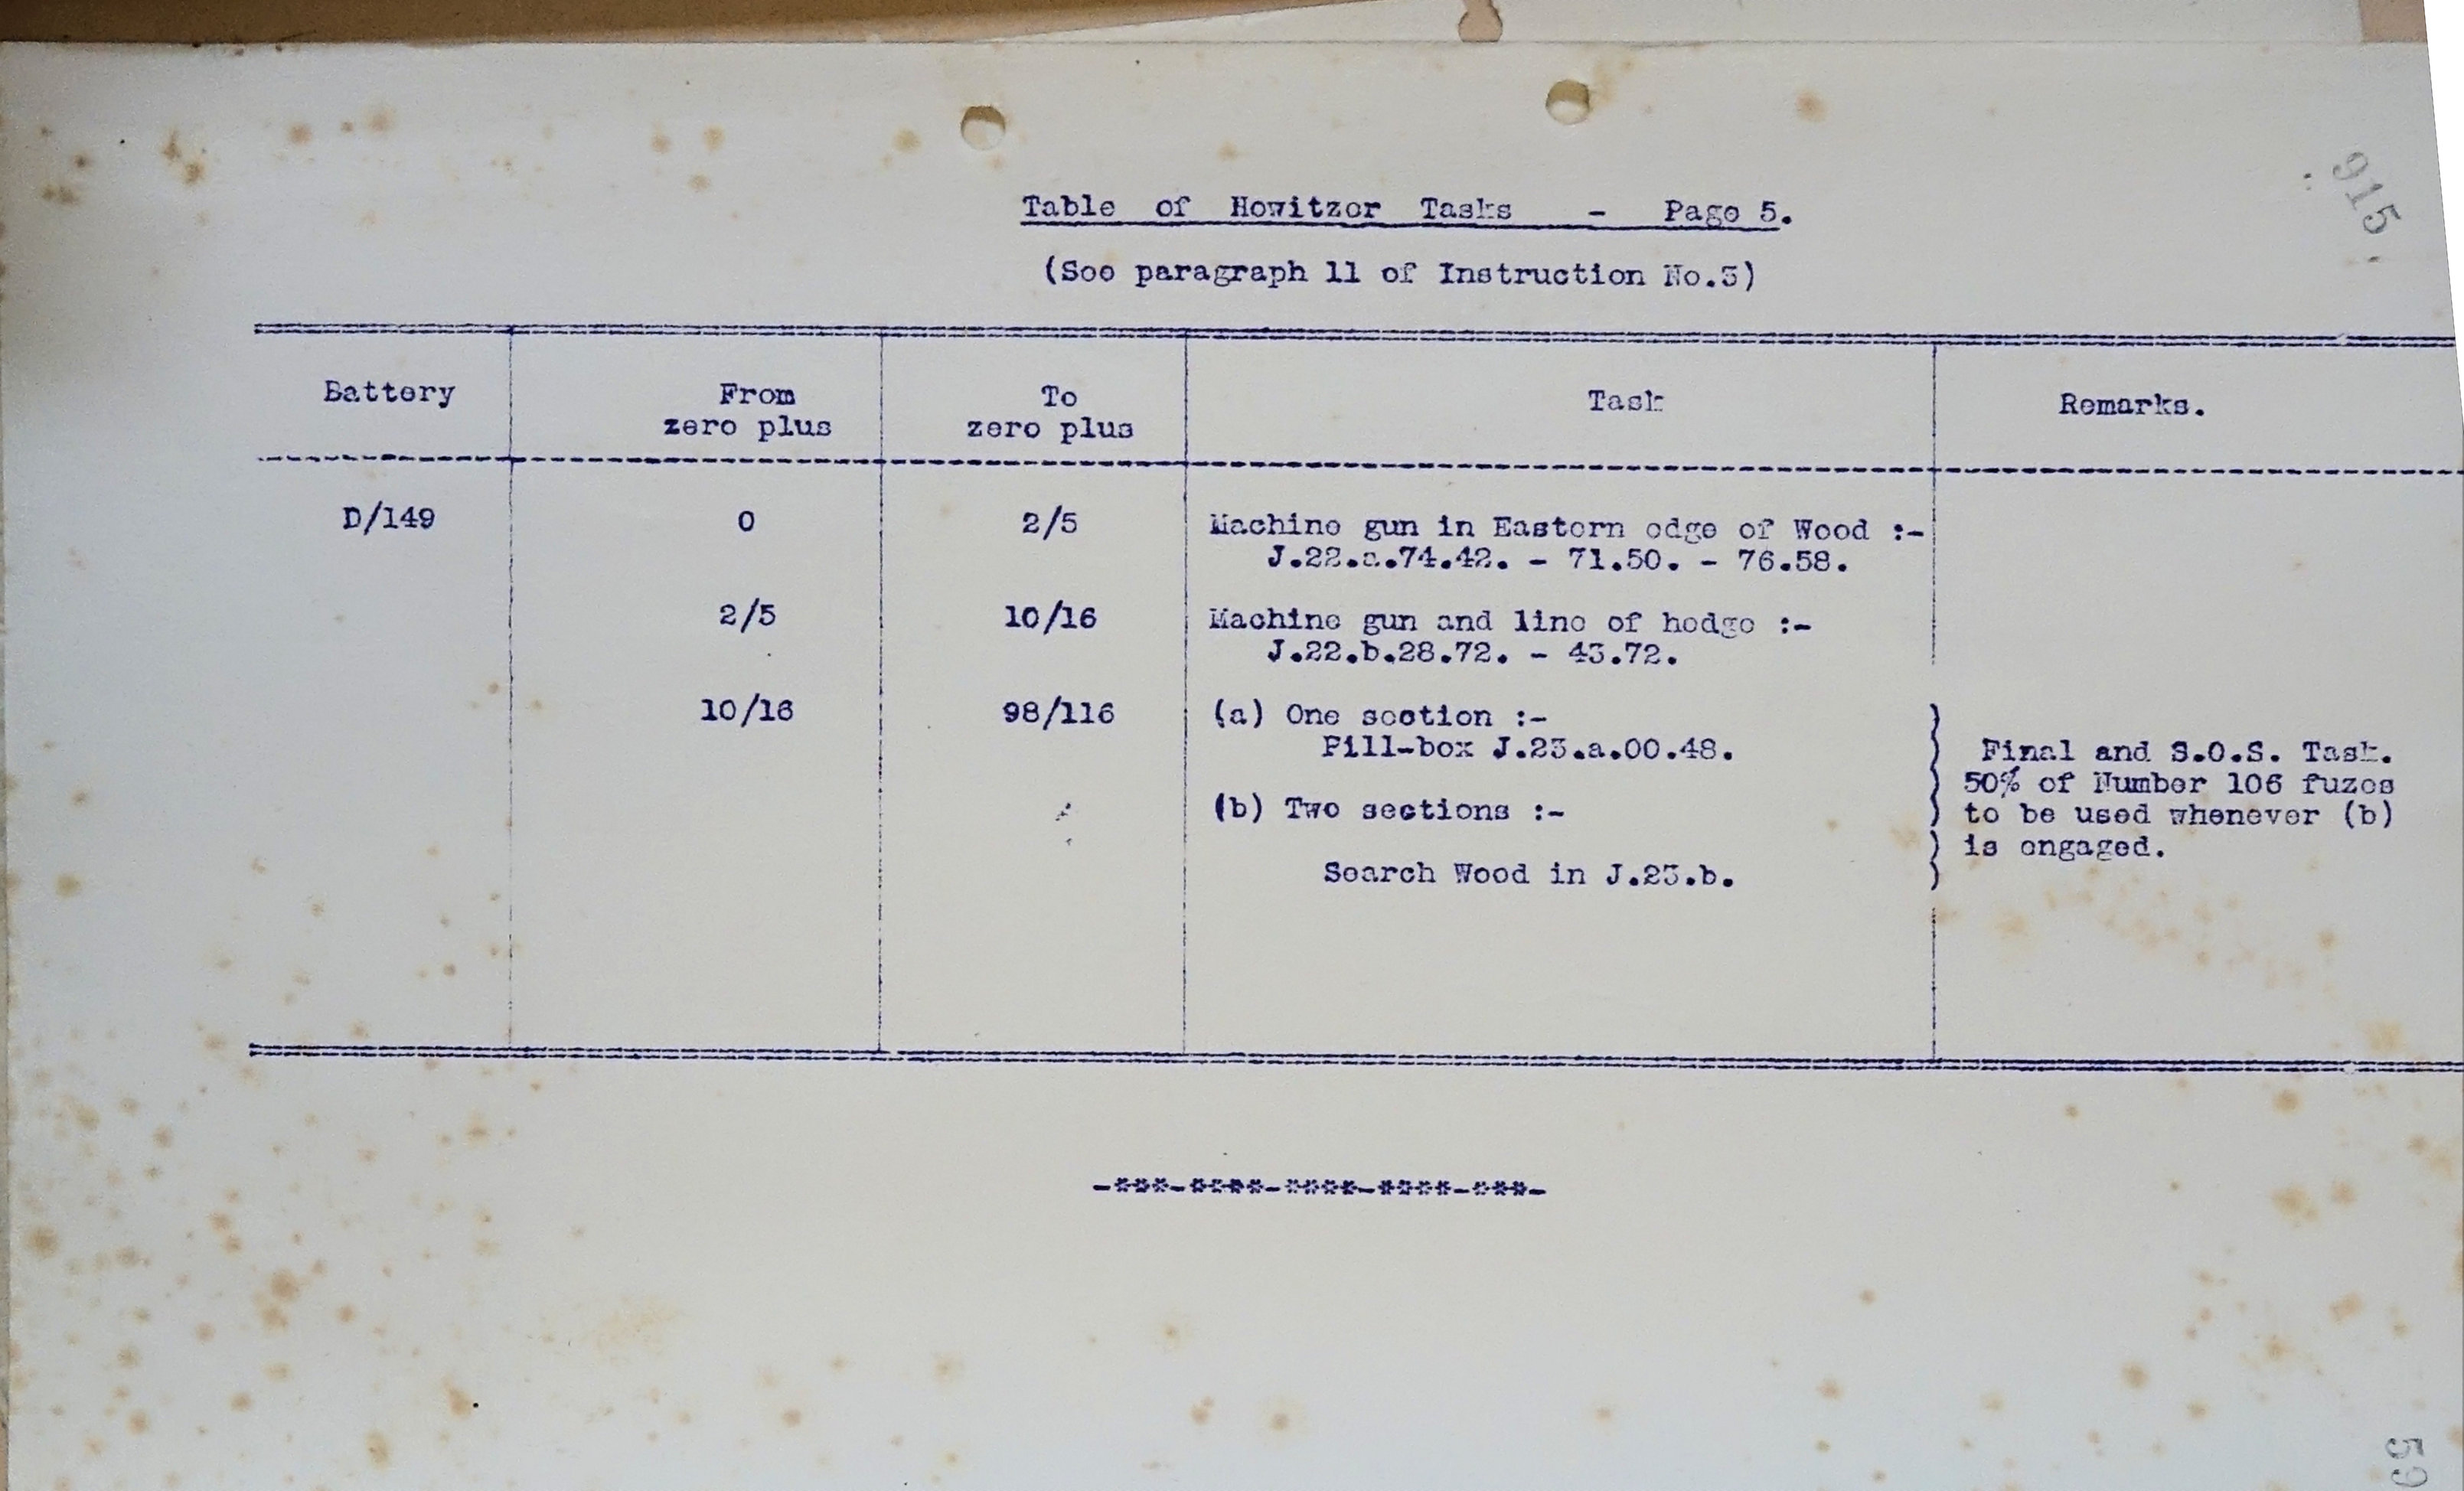 Table of Howitzer Tasks - Page 5.
915
(See paragraph 11 of Instruction No.3)
Battery From To Task Remarks.
zero plus zero plus
D/149 0 2/5 Machine gun in Eastern edge of Wood :-
J.22.a.74.42. - 71.50. - 76.58.
2/5 10/16 Machine gun and line of hedge :-
J.22.b.28.72. - 43.72.
10/16 98/116 (a) One section :-
Pill-box J.23.a.00.48. Final and S.O.S. Task.
50% of Number 106 fuzes
(b) Two sections :- to be used whenever (b)
is engaged.
Search Wood in J.23.b.
-***-****-****-****-***-
59